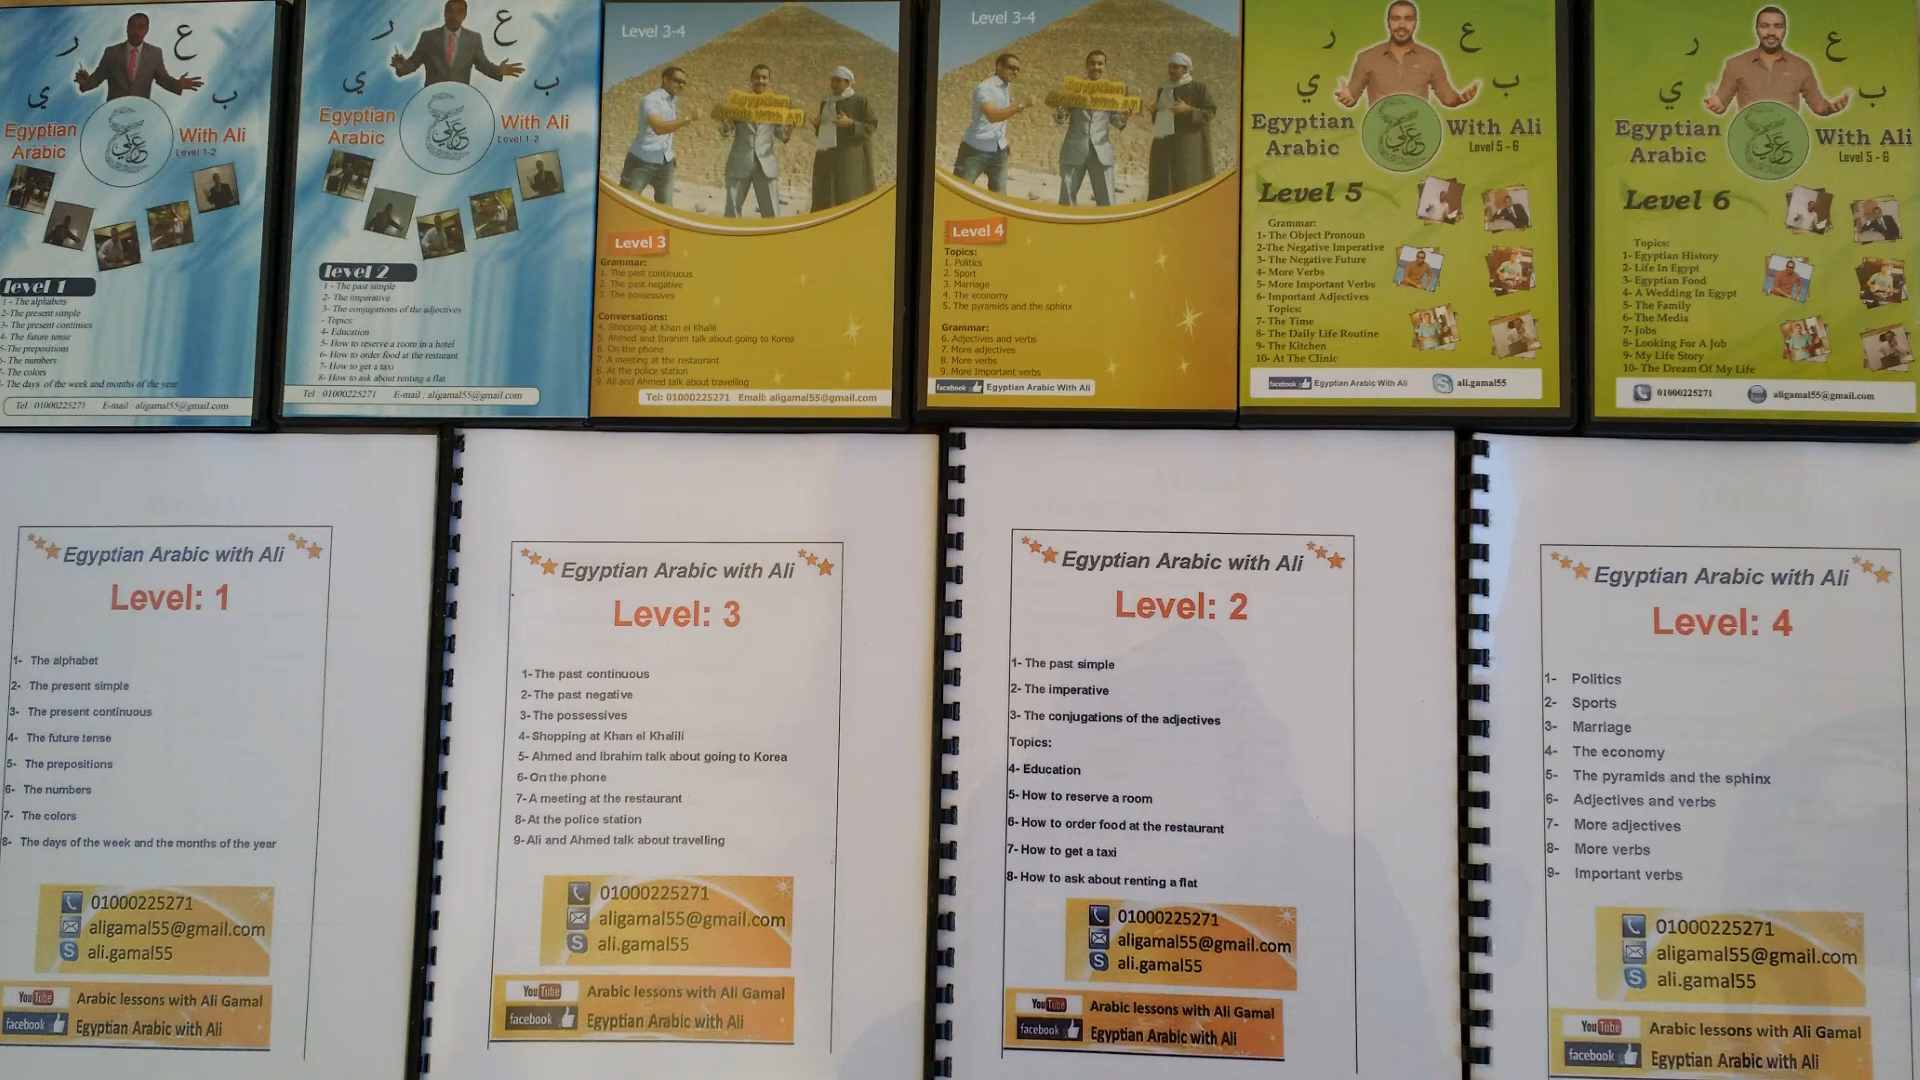 ر ع
ي ب
Egyptian
Arabic
With Ali
Level 1-2
level 1
1 - The alphabets
2-The present simple
3- The present continues
4- The future tense
5-The prepositions
6- The numbers
7- The colors
8-The days of the week and months of the year
Tel : 01000225271 E-mail : aligamal55@gmail.com
ر ع
ي ب
Egyptian
Arabic
With Ali
Level 1-2
level 2
1 - The past simple
2- The imperative
3- The conjugations of the adjectives
- Topics:
4- Education
5- How to reserve a room in a hotel
6- How to order food at the resturant
7- How to get a taxi
8- How to ask about renting a flat
Tel : 01000225271 E-mail : aligamal55@gmail.com
Level 3-4
Egyptian
Arabic With Ali
Level 3
Grammar:
1. The past continuous
2. The past negative
3. The possessives
Conversations:
4. Shopping at Khan el Khalili
5. Ahmed and Ibrahim talk about going to Korea
6. On the phone
7. A meeting at the restaurant
8. At the police station
9. Ali and Ahmed talk about travelling
Tel: 01000225271 Email: aligamal55@gmail.com
Level 3-4
Egyptian
Arabic With Ali
Level 4
Topics:
1. Politics
2. Sport
3. Marriage
4. The economy
5. The pyramids and the sphinx
Grammar:
6. Adjectives and verbs
7. More adjectives
8. More verbs
9. More Important verbs
facebook Egyptian Arabic With Ali
ر ع
ي ب
Egyptian
Arabic
With Ali
Level 5 - 6
Level 5
Grammar:
1- The Object Pronoun
2-The Negative Imperative
3- The Negative Future
4- More Verbs
5- More Important Verbs
6- Important Adjectives
Topics:
7- The Time
8- The Daily Life Routine
9- The Kitchen
10- At The Clinic
facebook Egyptian Arabic With Ali ali.gamal55
ر ع
ي ب
Egyptian
Arabic
With Ali
Level 5 - 6
Level 6
Topics:
1- Egyptian History
2- Life In Egypt
3- Egyptian Food
4- A Wedding In Egypt
5- The Family
6- The Media
7- Jobs
8- Looking For A Job
9- My Life Story
10- The Dream Of My Life
01000225271 aligamal55@gmail.com
Egyptian Arabic with Ali
Level: 1
1- The alphabet
2- The present simple
3- The present continuous
4- The future tense
5- The prepositions
6- The numbers
7- The colors
8- The days of the week and the months of the year
01000225271
aligamal55@gmail.com
ali.gamal55
YouTube Arabic lessons with Ali Gamal
facebook Egyptian Arabic with Ali
Egyptian Arabic with Ali
Level: 3
1- The past continuous
2- The past negative
3- The possessives
4- Shopping at Khan el Khalili
5- Ahmed and Ibrahim talk about going to Korea
6- On the phone
7- A meeting at the restaurant
8- At the police station
9- Ali and Ahmed talk about travelling
01000225271
aligamal55@gmail.com
ali.gamal55
YouTube Arabic lessons with Ali Gamal
facebook Egyptian Arabic with Ali
Egyptian Arabic with Ali
Level: 2
1- The past simple
2- The imperative
3- The conjugations of the adjectives
Topics:
4- Education
5- How to reserve a room
6- How to order food at the restaurant
7- How to get a taxi
8- How to ask about renting a flat
01000225271
aligamal55@gmail.com
ali.gamal55
YouTube Arabic lessons with Ali Gamal
facebook Egyptian Arabic with Ali
Egyptian Arabic with Ali
Level: 4
1- Politics
2- Sports
3- Marriage
4- The economy
5- The pyramids and the sphinx
6- Adjectives and verbs
7- More adjectives
8- More verbs
9- Important verbs
01000225271
aligamal55@gmail.com
ali.gamal55
YouTube Arabic lessons with Ali Gamal
facebook Egyptian Arabic with Ali